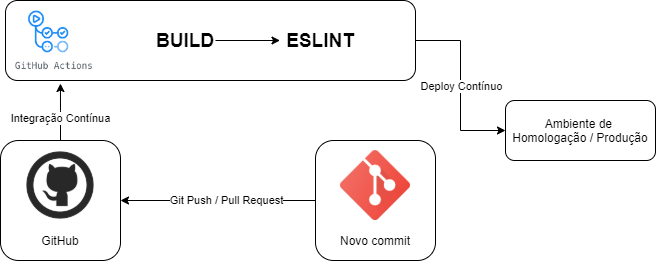 BUILD
ESLINT
GitHub Actions
Deploy Contínuo
Integração Contínua
Ambiente de
Homologação / Produção
Git Push / Pull Request
GitHub
Novo commit